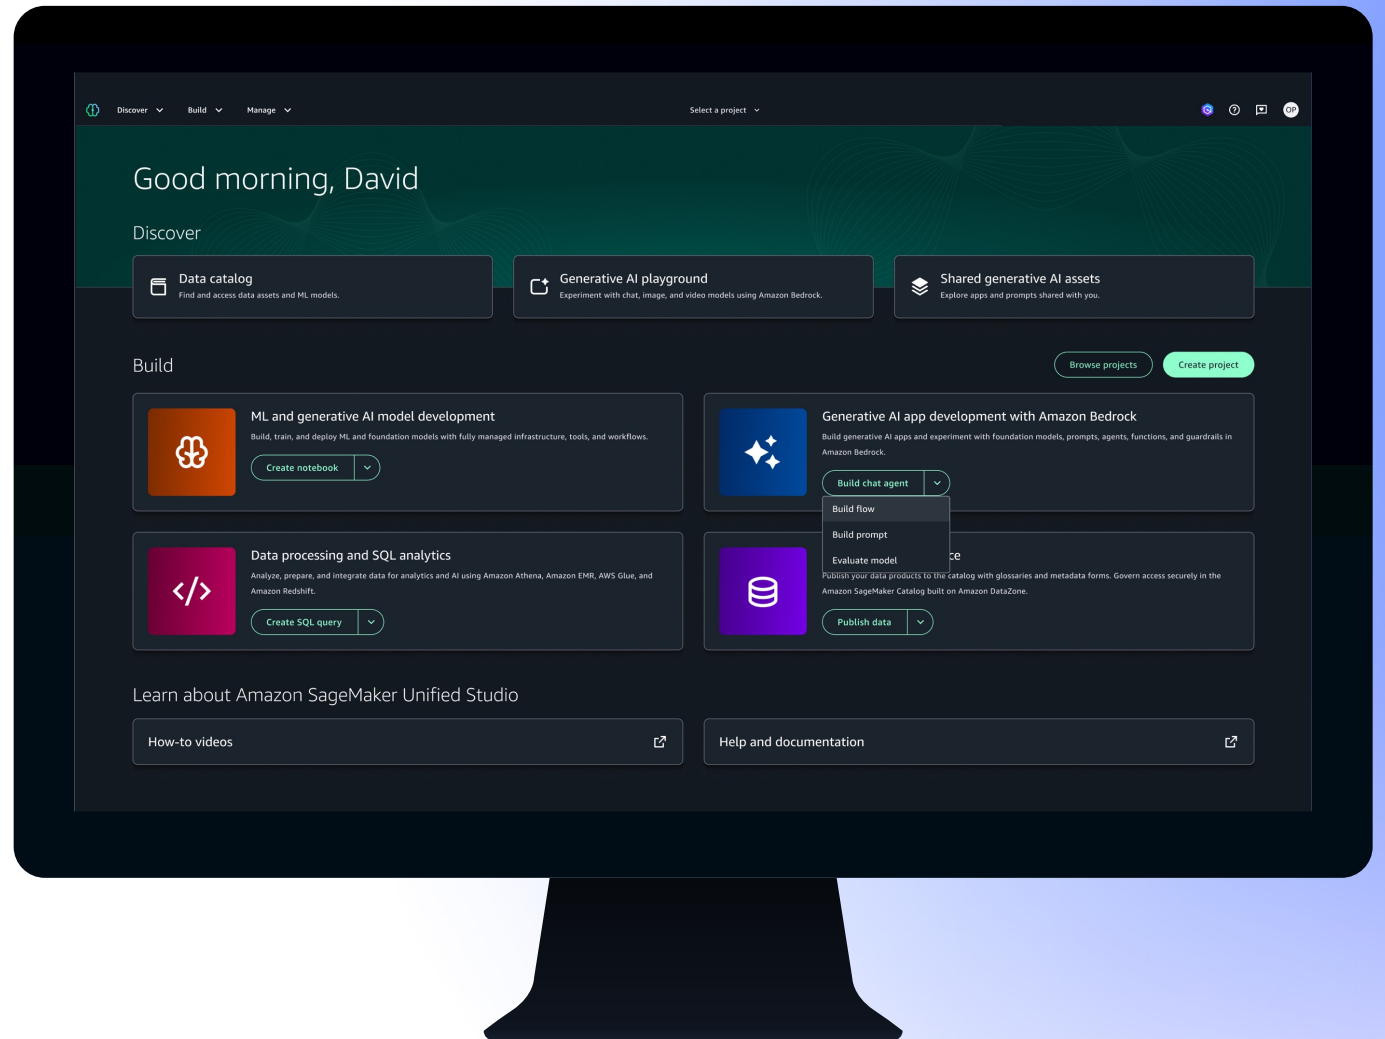 Discover
Build
Manage
Select a project
OP
Good morning, David
Discover
Data catalog
Find and access data assets and ML models.
Generative AI playground
Experiment with chat, image, and video models using Amazon Bedrock.
Shared generative AI assets
Explore apps and prompts shared with you.
Build
Browse projects
Create project
ML and generative AI model development
Build, train, and deploy ML and foundation models with fully managed infrastructure, tools, and workflows.
Create notebook
Generative AI app development with Amazon Bedrock
Build generative AI apps and experiment with foundation models, prompts, agents, functions, and guardrails in
Amazon Bedrock.
Build chat agent
Build flow
Build prompt
Evaluate model
Data processing and SQL analytics
Analyze, prepare, and integrate data for analytics and AI using Amazon Athena, Amazon EMR, AWS Glue, and
Amazon Redshift.
Create SQL query
ce
Publish your data products to the catalog with glossaries and metadata forms. Govern access securely in the
Amazon SageMaker Catalog built on Amazon DataZone.
Publish data
Learn about Amazon SageMaker Unified Studio
How-to videos
Help and documentation